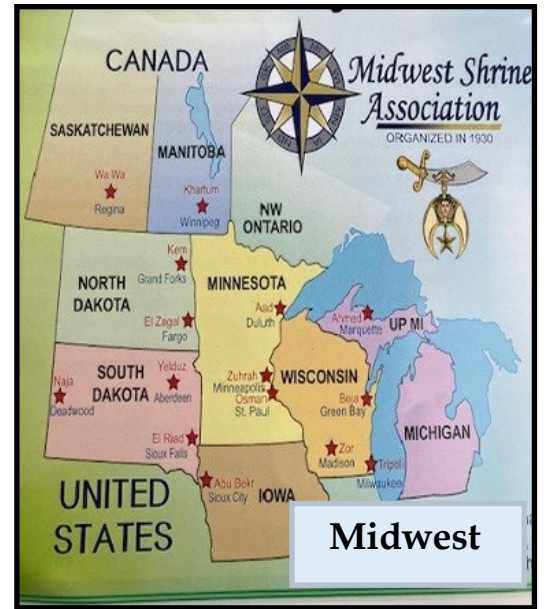 CANADA
Midwest Shrine
Association
ORGANIZED IN 1930
SASKATCHEWAN
MANITOBA
Wa Wa
Regina
Khartum
Winnipeg
NW
ONTARIO
Kem
Grand Forks
NORTH
DAKOTA
El Zagal
Fargo
MINNESOTA
Aad
Duluth
Ahmed
Marquette
UP MI
SOUTH
DAKOTA
Yelduz
Aberdeen
Naja
Deadwood
Zuhrah
Minneapolis
Osman
St. Paul
WISCONSIN
Beja
Green Bay
MICHIGAN
El Riad
Sioux Falls
Zor
Madison
Tripoli
Milwaukee
Abu Bekr
Sioux City
IOWA
UNITED
STATES
Midwest